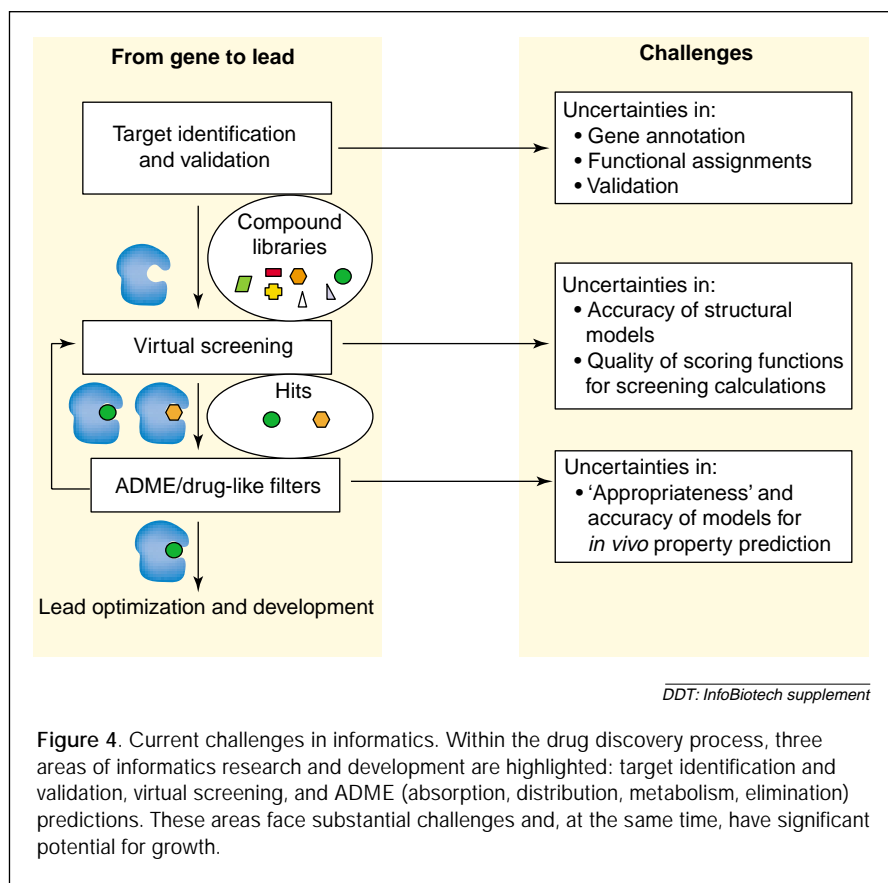 From gene to lead
Target identification
and validation
Compound
libraries
Virtual screening
Hits
ADME/drug-like filters
Lead optimization and development
Challenges
Uncertainties in:
• Gene annotation
• Functional assignments
• Validation
Uncertainties in:
• Accuracy of structural
models
• Quality of scoring functions
for screening calculations
Uncertainties in:
• ‘Appropriateness’ and
accuracy of models for
in vivo property prediction
DDT: InfoBiotech supplement
Figure 4. Current challenges in informatics. Within the drug discovery process, three
areas of informatics research and development are highlighted: target identification and
validation, virtual screening, and ADME (absorption, distribution, metabolism, elimination)
predictions. These areas face substantial challenges and, at the same time, have significant
potential for growth.